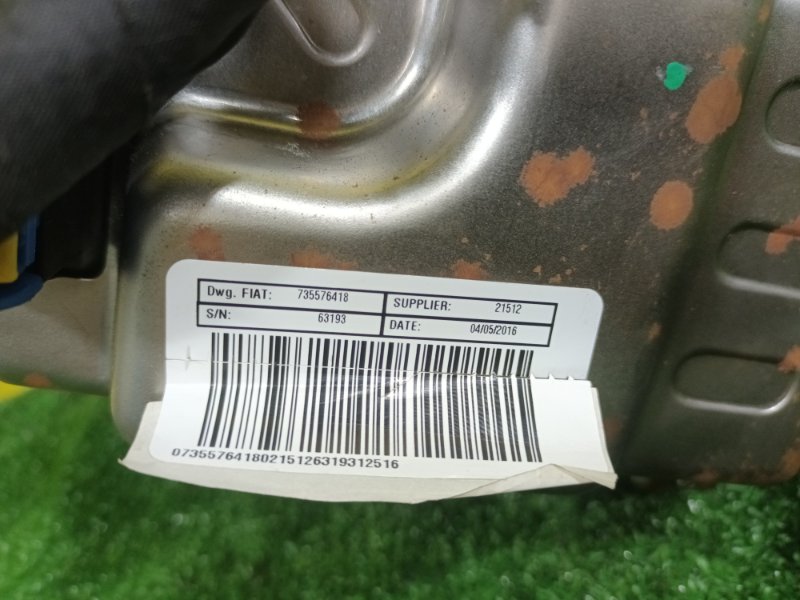 Dwg. FIAT: 735576418 SUPPLIER: 21512
S/N: 63193 DATE: 04/05/2016
07355764180215126319312516